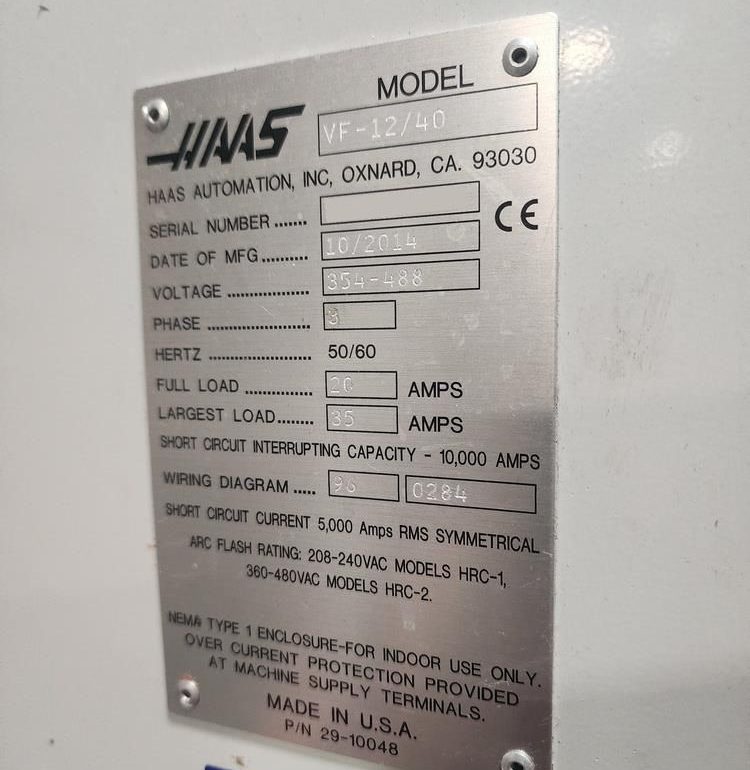 MODEL
HAAS VF-12/40
HAAS AUTOMATION, INC, OXNARD, CA. 93030
SERIAL NUMBER .......
CE
DATE OF MFG.......... 10/2014
VOLTAGE ................ 354-488
PHASE ..................... 3
HERTZ ..................... 50/60
FULL LOAD .............. 20 AMPS
LARGEST LOAD........ 35 AMPS
SHORT CIRCUIT INTERRUPTING CAPACITY - 10,000 AMPS
WIRING DIAGRAM ..... 96 0284
SHORT CIRCUIT CURRENT 5,000 Amps RMS SYMMETRICAL
ARC FLASH RATING: 208-240VAC MODELS HRC-1,
360-480VAC MODELS HRC-2.
NEMA TYPE 1 ENCLOSURE-FOR INDOOR USE ONLY.
OVER CURRENT PROTECTION PROVIDED
AT MACHINE SUPPLY TERMINALS.
MADE IN U.S.A.
P/N 29-10048